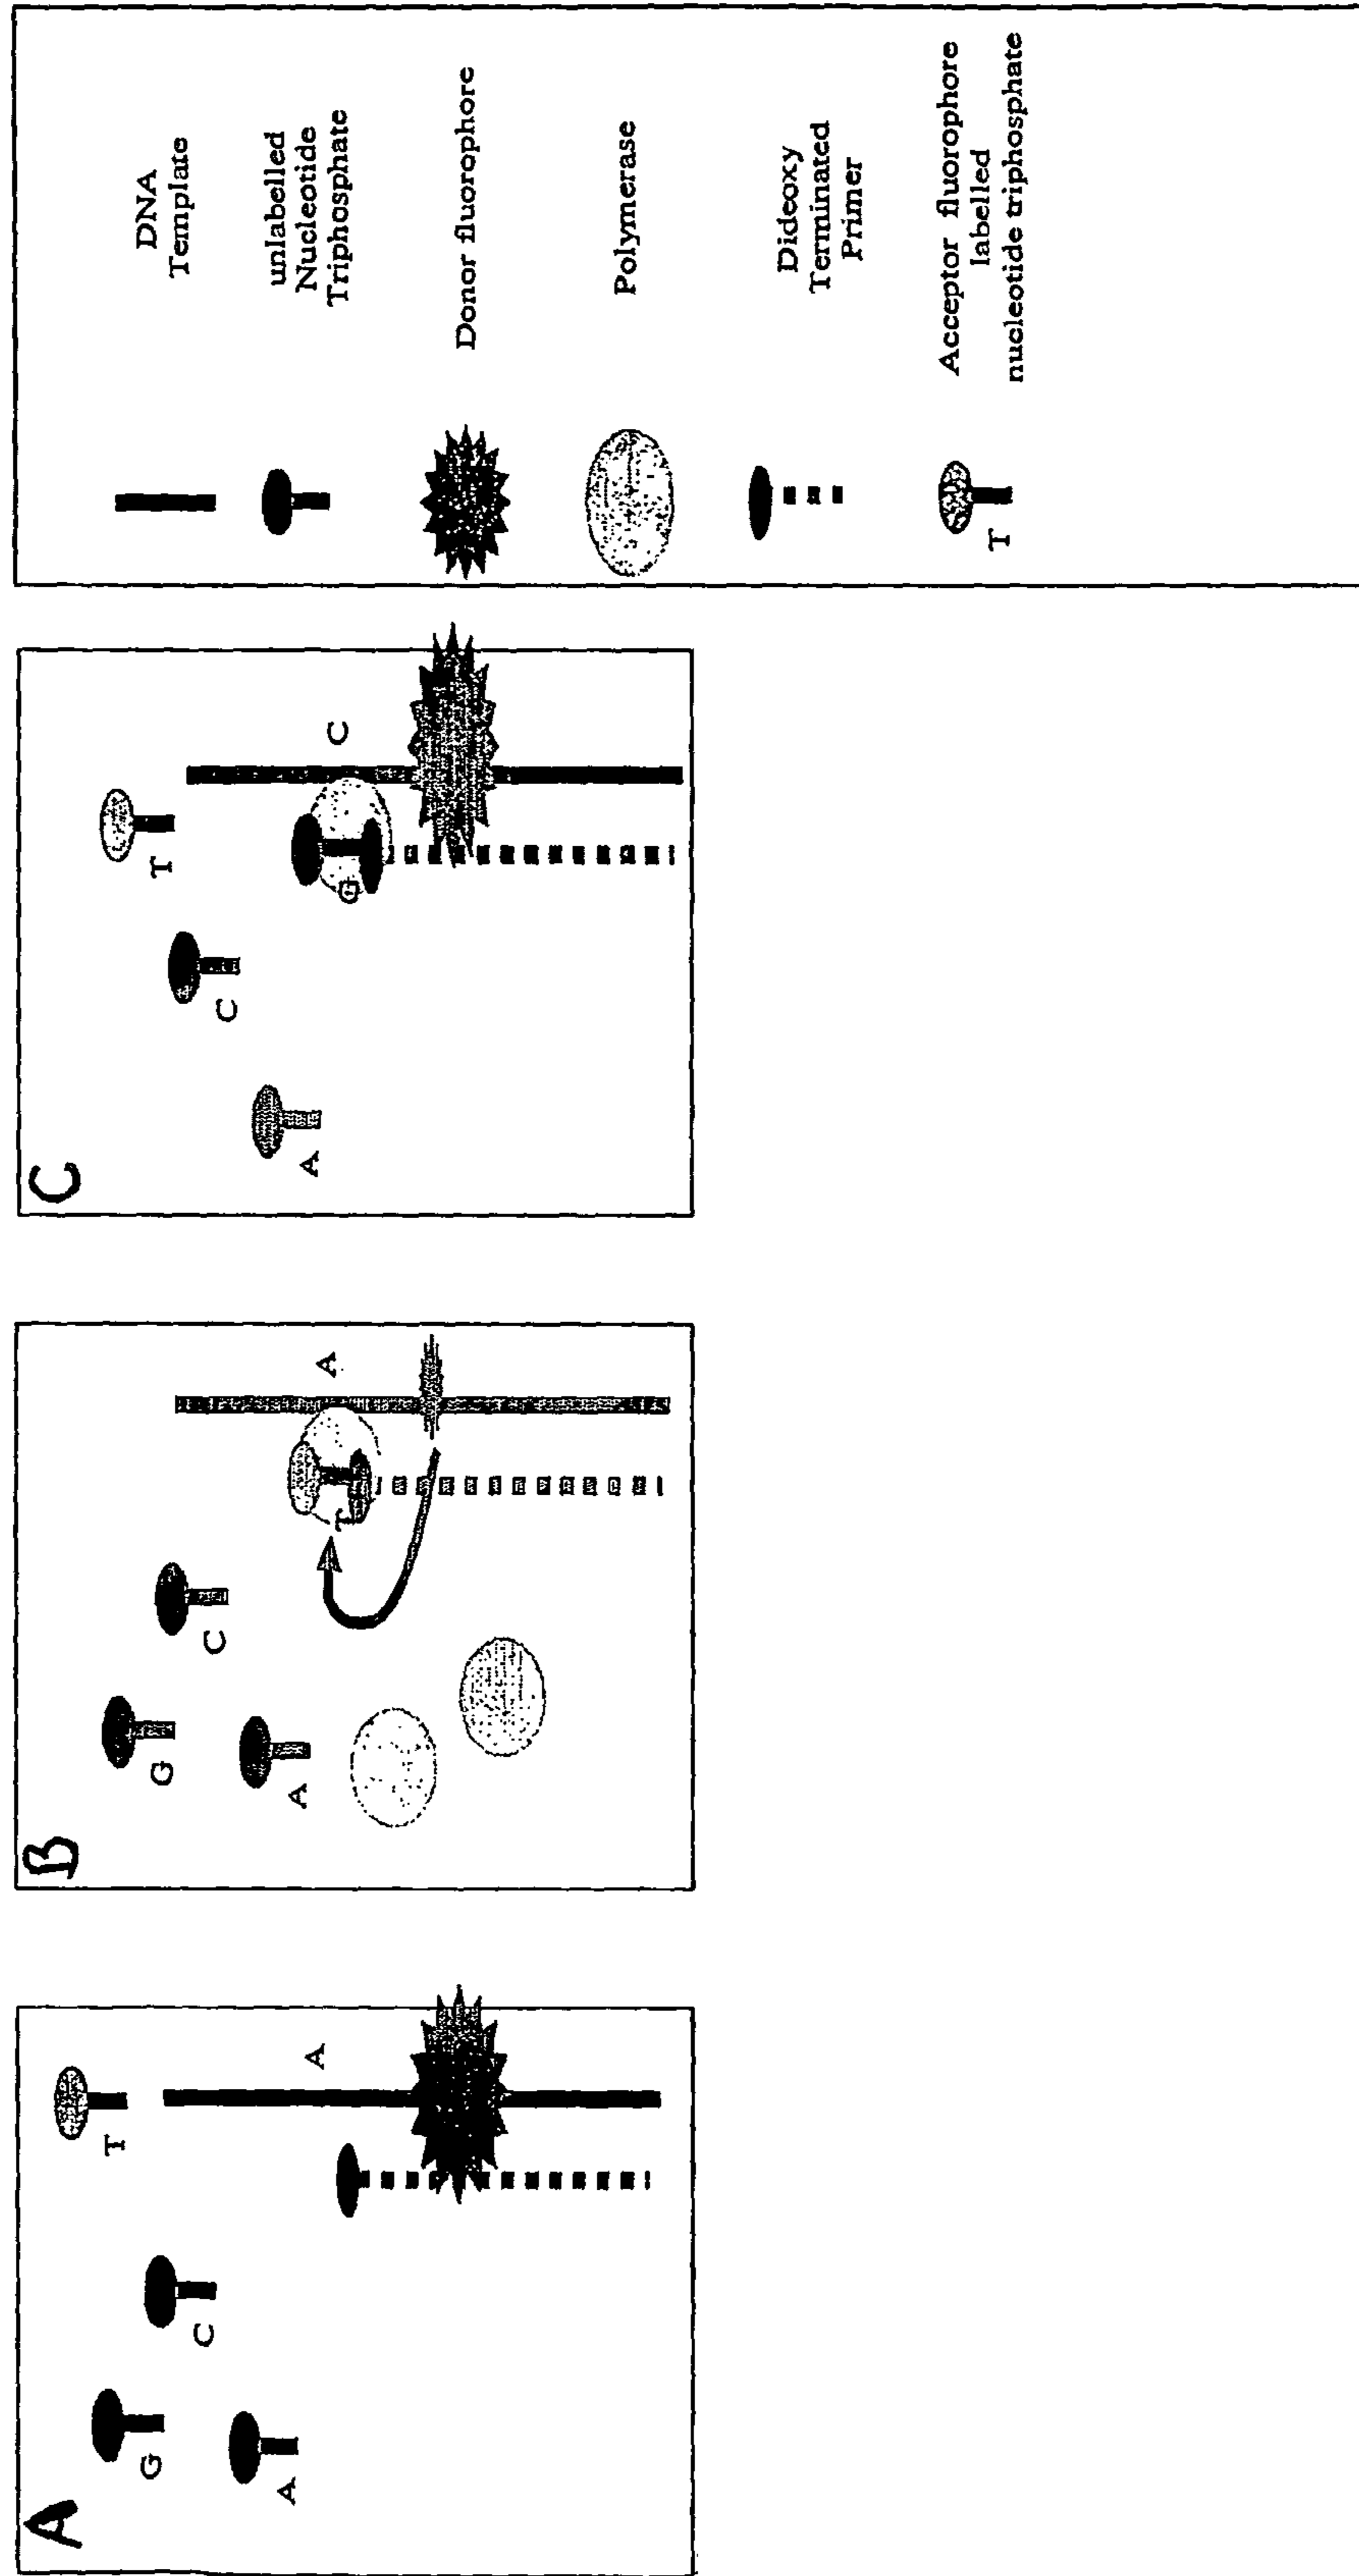 A
G
A
C
T
A
B
G
A
C
T
A
C
A
C
T
G
C
DNA
Template
unlabelled
Nucleotide
Triphosphate
Donor fluorophore
Polymerase
Dideoxy
Terminated
Primer
T
Acceptor fluorophore
labelled
nucleotide triphosphate